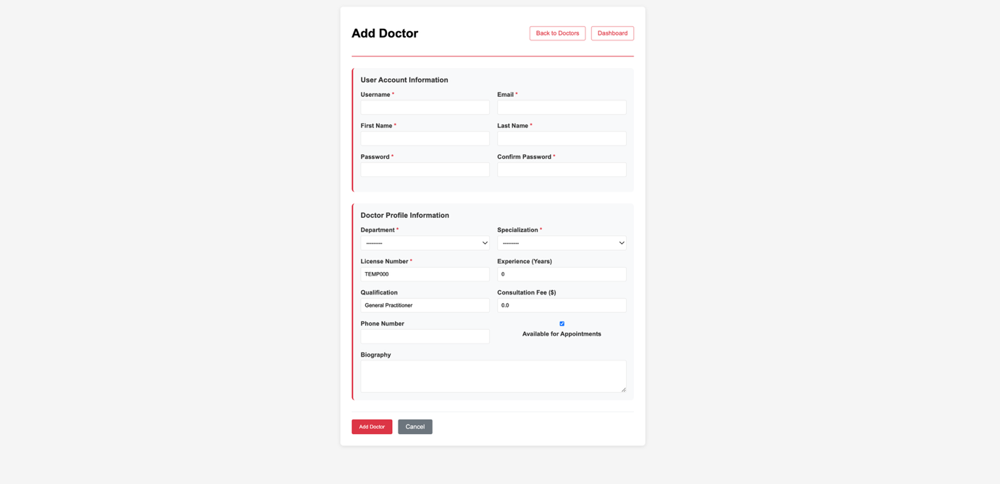 Add Doctor
Back to Doctors
Dashboard
User Account Information
Username *
Email *
First Name *
Last Name *
Password *
Confirm Password *
Doctor Profile Information
Department *
Specialization *
---------
---------
License Number *
Experience (Years)
TEMP000
0
Qualification
Consultation Fee ($)
General Practitioner
0.0
Phone Number
Available for Appointments
Biography
Add Doctor
Cancel